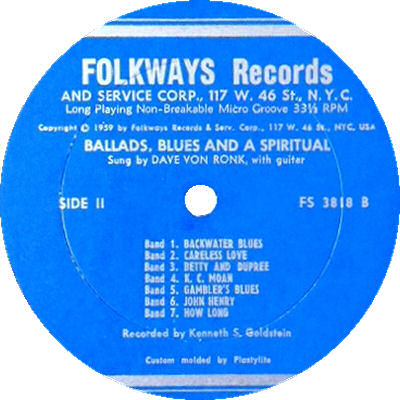 FOLKWAYS Records
AND SERVICE CORP., 117 W. 46 St., N.Y.C.
Long Playing Non-Breakable Micro Groove 33⅓ RPM
Copyright © 1959 by Folkways Records & Serv. Corp., 117 W. 46 St., NYC, USA
BALLADS, BLUES AND A SPIRITUAL
Sung by DAVE VON RONK, with guiter
SIDE II FS 3818 B
Band 1. BACKWATER BLUES
Band 2. CARELESS LOVE
Band 3. BETTY AND DUPREE
Band 4. K. C. MOAN
Band 5. GAMBLER'S BLUES
Band 6. JOHN HENRY
Band 7. HOW LONG
Recorded by Kenneth S. Goldstein
Custom molded by Plastylite